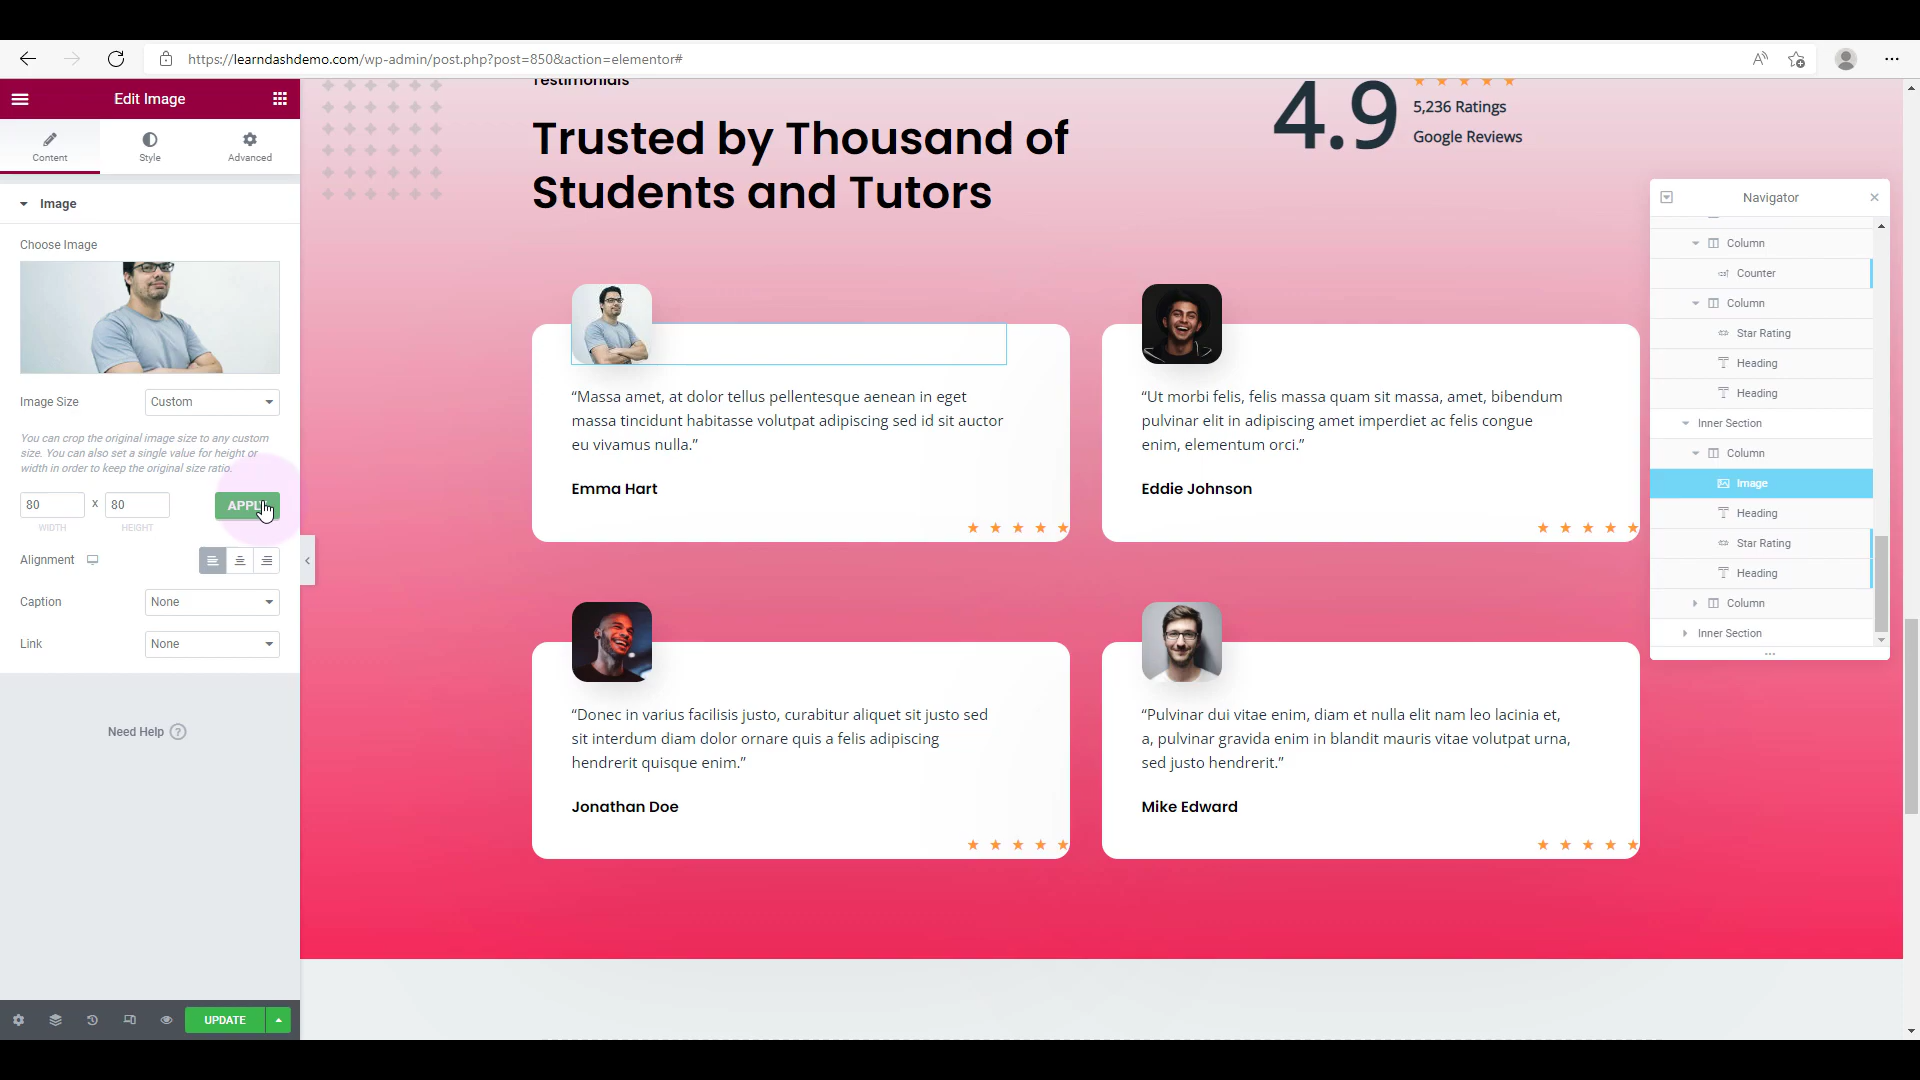 https://learndashdemo.com/wp-admin/post.php?post=850&action=elementor#
Edit Image
Content
Style
Advanced
Image
Choose Image
Image Size
Custom
You can crop the original image size to any custom
size. You can also set a single value for height or
width in order to keep the original size ratio.
80
x
80
APPLY
WIDTH
HEIGHT
Alignment
Caption
None
Link
None
Need Help
?
UPDATE
Testimonials
Trusted by Thousand of
Students and Tutors
4.9
5,236 Ratings
Google Reviews
“Massa amet, at dolor tellus pellentesque aenean in eget
massa tincidunt habitasse volutpat adipiscing sed id sit auctor
eu vivamus nulla.”
Emma Hart
“Ut morbi felis, felis massa quam sit massa, amet, bibendum
pulvinar elit in adipiscing amet imperdiet ac felis congue
enim, elementum orci.”
Eddie Johnson
“Donec in varius facilisis justo, curabitur aliquet sit justo sed
sit interdum diam dolor ornare quis a felis adipiscing
hendrerit quisque enim.”
Jonathan Doe
“Pulvinar dui vitae enim, diam et nulla elit nam leo lacinia et,
a, pulvinar gravida enim in blandit mauris vitae volutpat urna,
sed justo hendrerit.”
Mike Edward
Navigator
Column
Counter
Column
Star Rating
Heading
Heading
Inner Section
Column
Image
Heading
Star Rating
Heading
Column
Inner Section